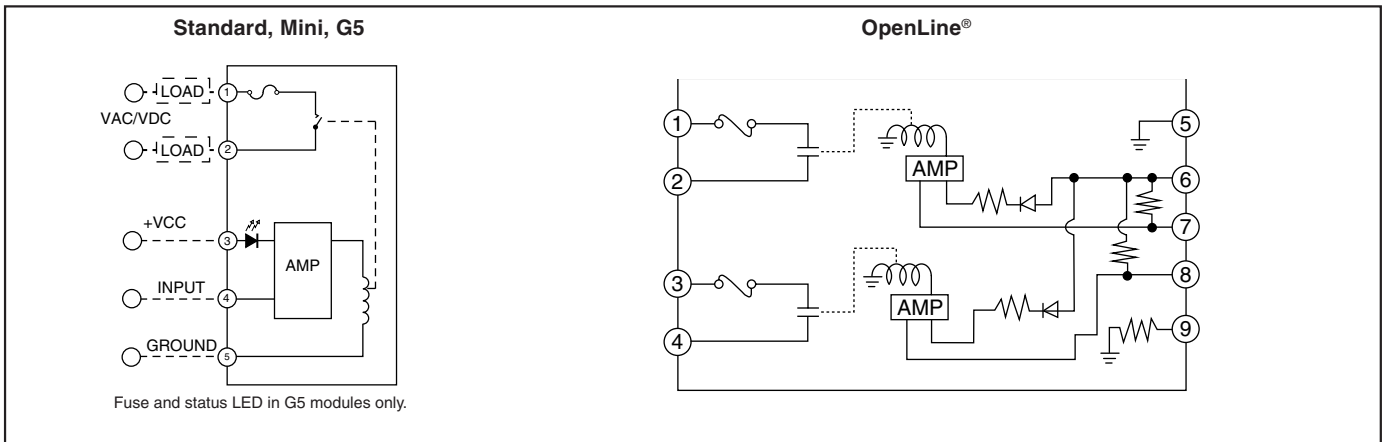 Standard, Mini, G5
LOAD
1
VAC/VDC
LOAD
2
+VCC
3
AMP
INPUT
4
GROUND
5
Fuse and status LED in G5 modules only.
OpenLine®
1
2
3
4
AMP
AMP
5
6
7
8
9